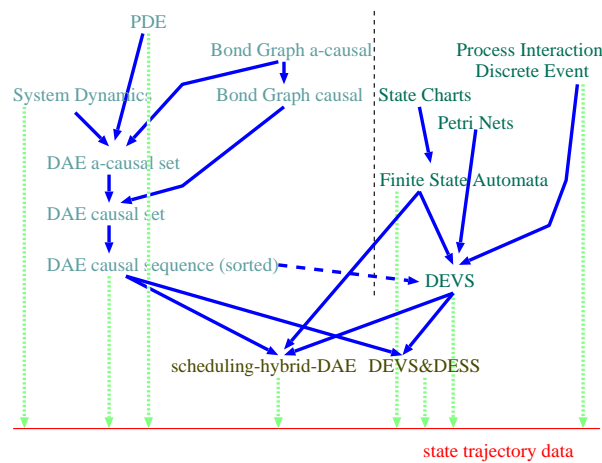 PDE
Bond Graph a-causal
Process Interaction
Discrete Event
System Dynamics
Bond Graph causal
State Charts
Petri Nets
DAE a-causal set
Finite State Automata
DAE causal set
DAE causal sequence (sorted)
DEVS
scheduling-hybrid-DAE
DEVS&DESS
state trajectory data